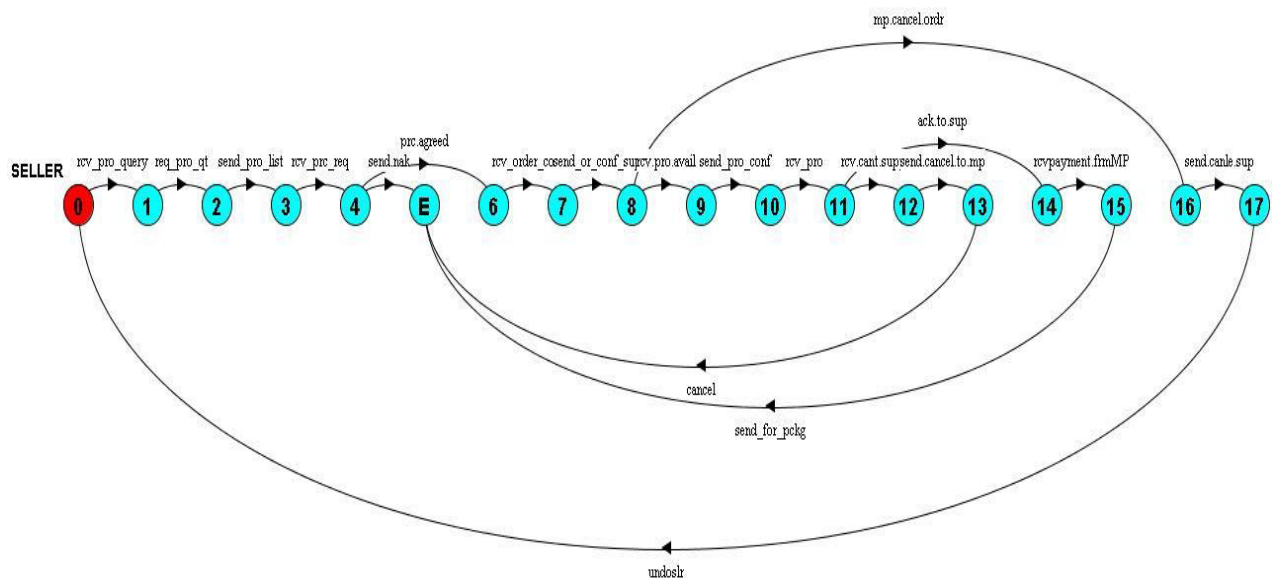 mp.cancel.ordr
ack.to.sup
prc.agreed
rcv_pro_query req_pro_qt send_pro_list rcv_prc_req send.nak rcv_order_co send_or_conf_sup rcv.pro.avail send_pro_conf rcv_pro rcv.cant.sup send.cancel.to.mp rcvpayment.frmMP send.canle.sup
SELLER
0 1 2 3 4 E 6 7 8 9 10 11 12 13 14 15 16 17
cancel
send_for_pckg
undoslr